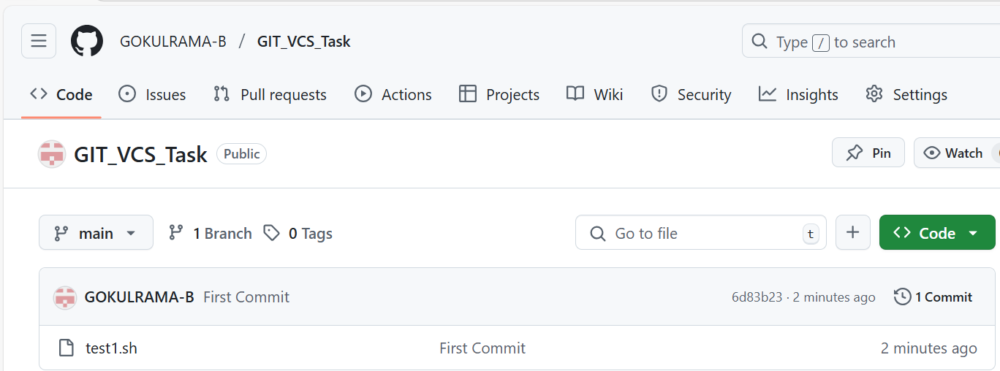 GOKULRAMA-B / GIT_VCS_Task Type / to search
Code Issues Pull requests Actions Projects Wiki Security Insights Settings
GIT_VCS_Task Public Pin Watch
main 1 Branch 0 Tags Go to file t + Code
GOKULRAMA-B First Commit 6d83b23 · 2 minutes ago 1 Commit
test1.sh First Commit 2 minutes ago